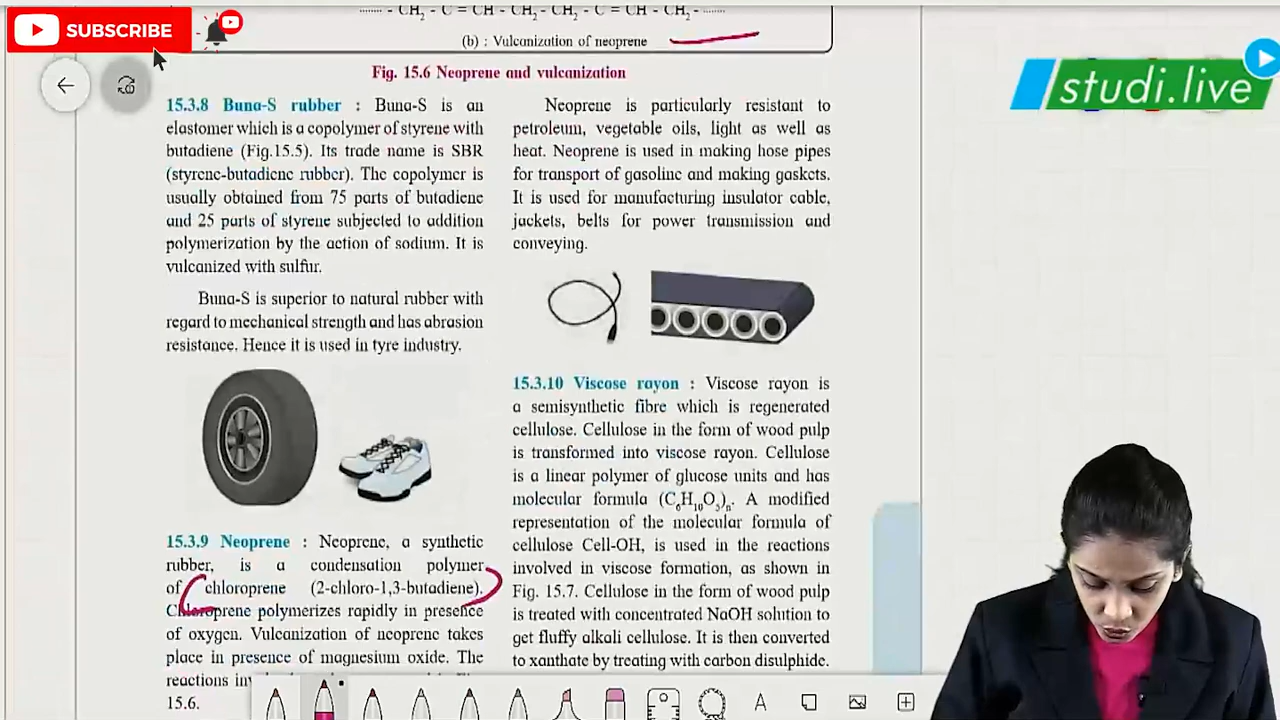 SUBSCRIBE
........ - CH2 - C = CH - CH2 - CH2 - C = CH - CH2 - ........
(b) : Vulcanization of neoprene
Fig. 15.6 Neoprene and vulcanization
studi.live
15.3.8 Buna-S rubber : Buna-S is an
elastomer which is a copolymer of styrene with
butadiene (Fig.15.5). Its trade name is SBR
(styrene-butadiene rubber). The copolymer is
usually obtained from 75 parts of butadiene
and 25 parts of styrene subjected to addition
polymerization by the action of sodium. It is
vulcanized with sulfur.
Buna-S is superior to natural rubber with
regard to mechanical strength and has abrasion
resistance. Hence it is used in tyre industry.
15.3.9 Neoprene : Neoprene, a synthetic
rubber, is a condensation polymer
of chloroprene (2-chloro-1,3-butadiene).
Chloroprene polymerizes rapidly in presence
of oxygen. Vulcanization of neoprene takes
place in presence of magnesium oxide. The
reactions
15.6.
Neoprene is particularly resistant to
petroleum, vegetable oils, light as well as
heat. Neoprene is used in making hose pipes
for transport of gasoline and making gaskets.
It is used for manufacturing insulator cable,
jackets, belts for power transmission and
conveying.
15.3.10 Viscose rayon : Viscose rayon is
a semisynthetic fibre which is regenerated
cellulose. Cellulose in the form of wood pulp
is transformed into viscose rayon. Cellulose
is a linear polymer of glucose units and has
molecular formula (C6H10O5)n. A modified
representation of the molecular formula of
cellulose Cell-OH, is used in the reactions
involved in viscose formation, as shown in
Fig. 15.7. Cellulose in the form of wood pulp
is treated with concentrated NaOH solution to
get fluffy alkali cellulose. It is then converted
to xanthate by treating with carbon disulphide.
A